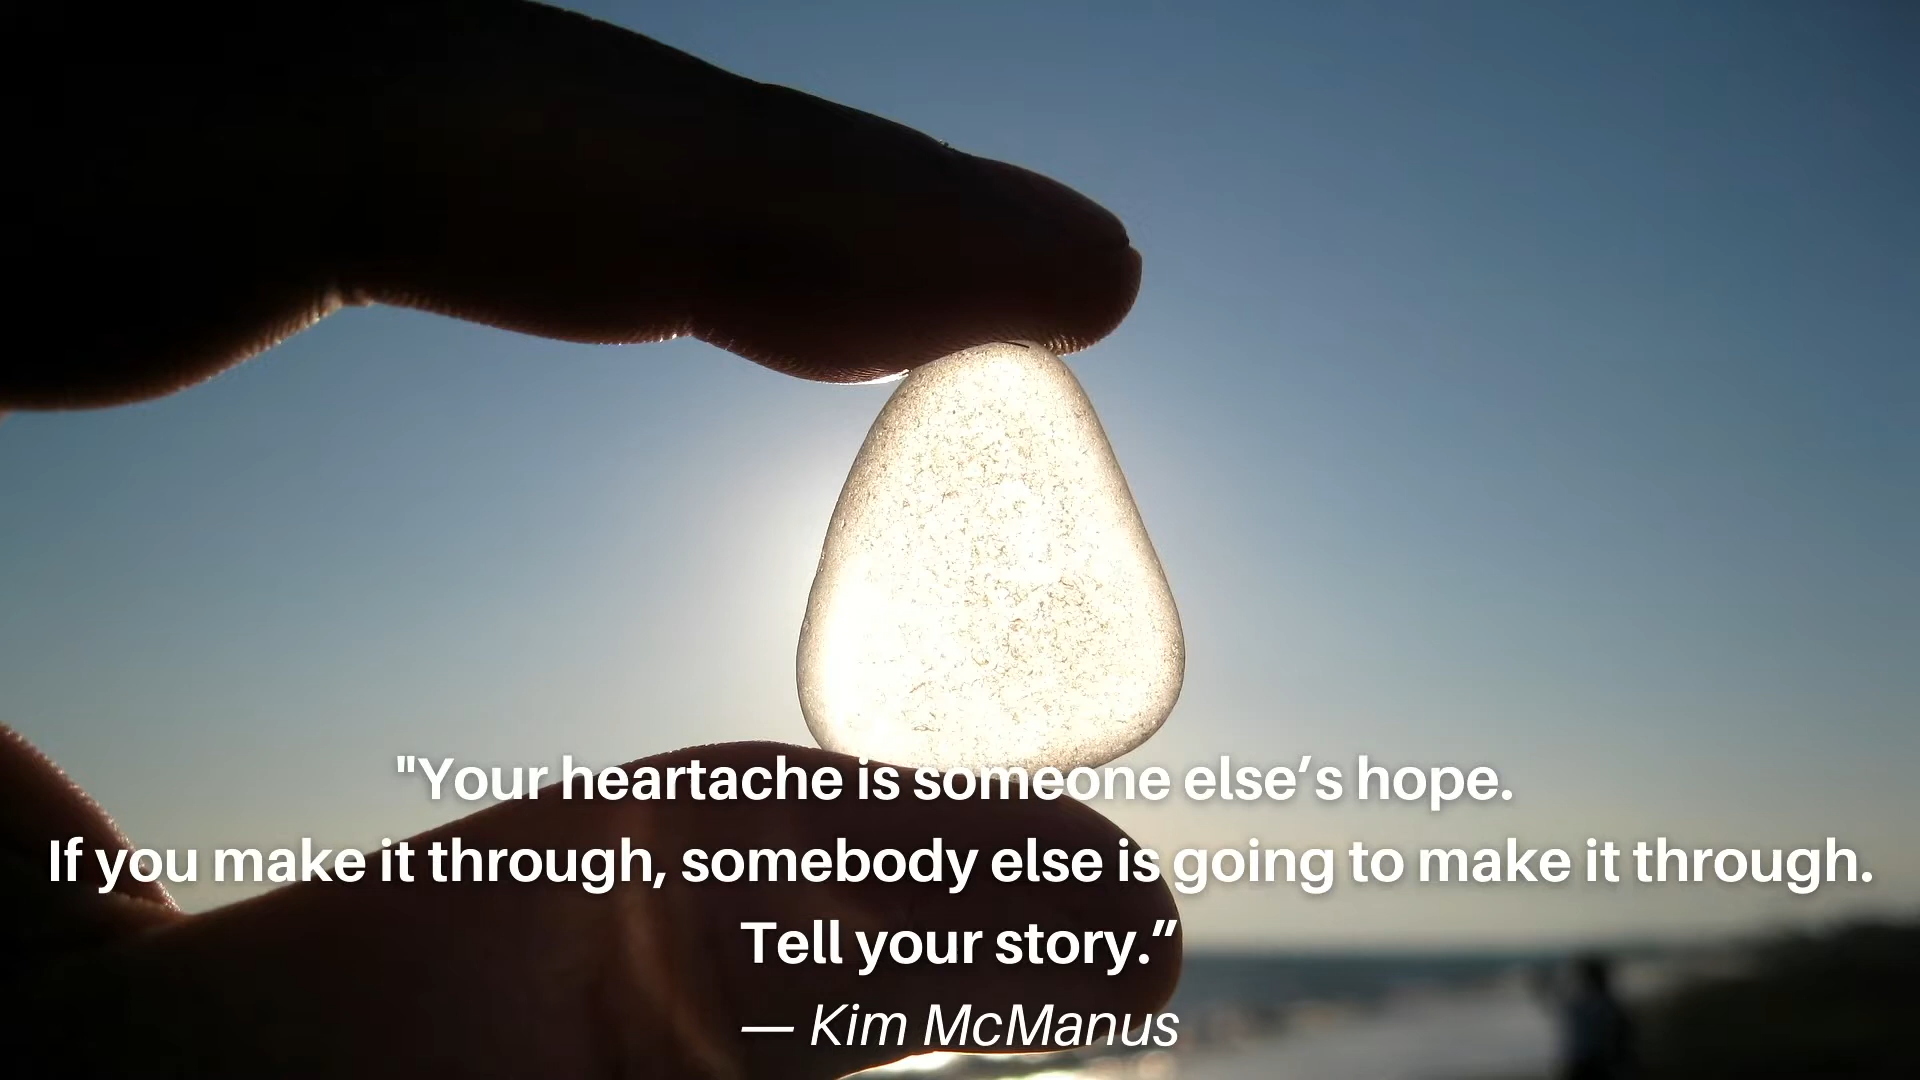 "Your heartache is someone else’s hope.
If you make it through, somebody else is going to make it through.
Tell your story.”
— Kim McManus